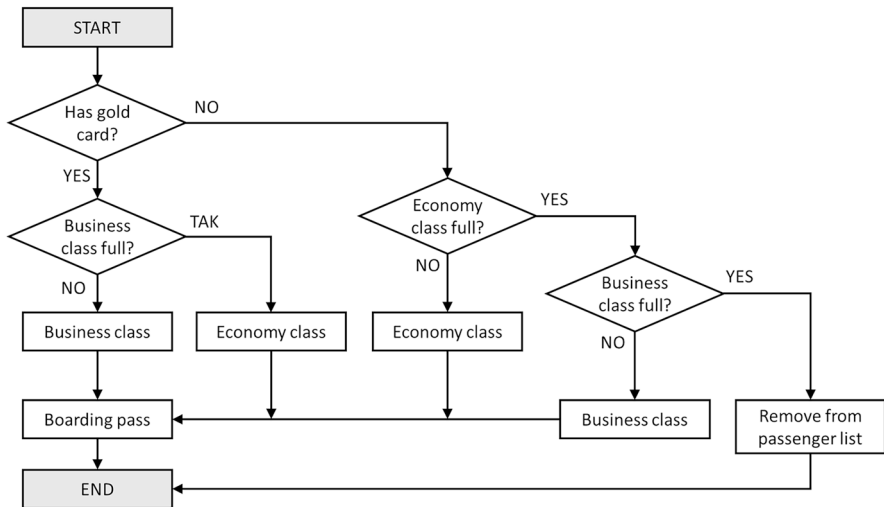 START
Has gold
card?
NO
YES
Economy
class full?
YES
Business
class full?
TAK
NO
Business
class full?
YES
NO
NO
Business class
Economy class
Economy class
Boarding pass
Business class
Remove from
passenger list
END